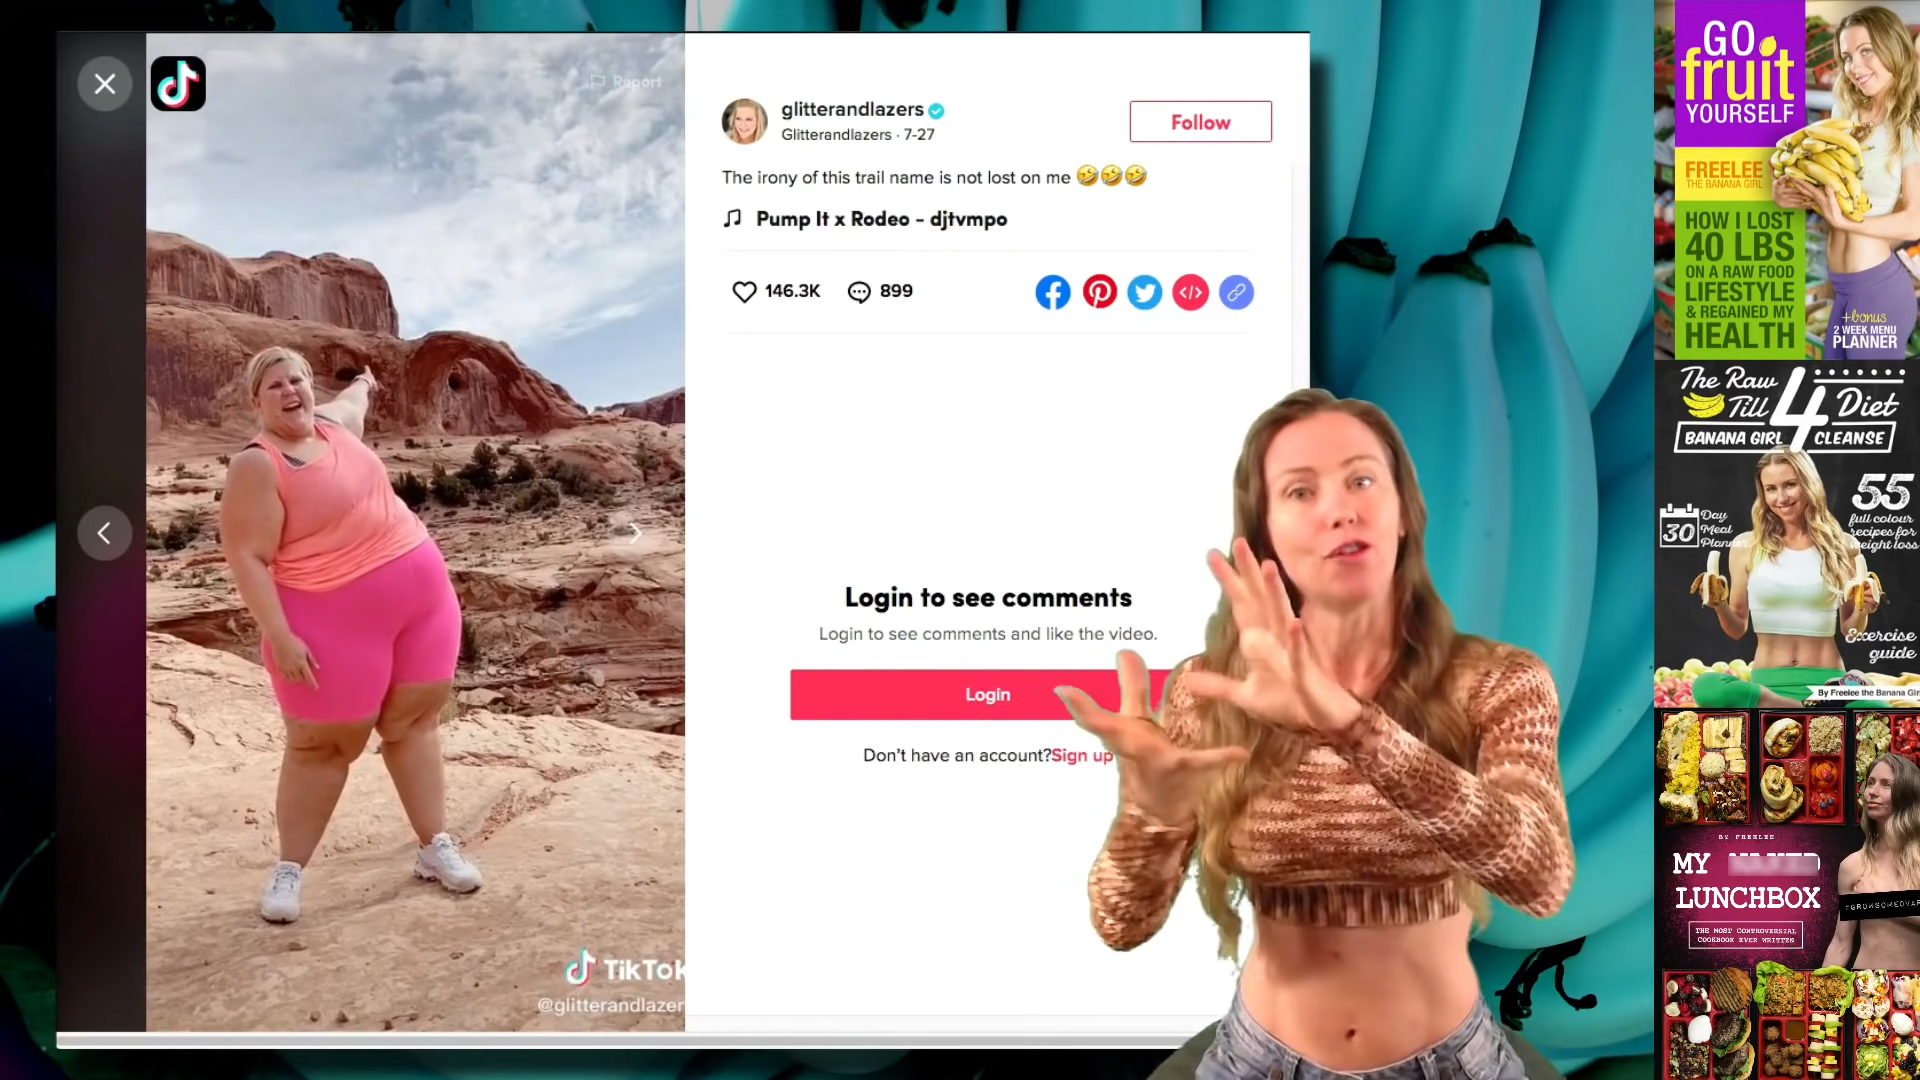 Report
glitterandlazers
Glitterandlazers · 7-27
Follow
The irony of this trail name is not lost on me 🤣🤣🤣
Pump It x Rodeo - djtvmpo
146.3K
899
Login to see comments
Login to see comments and like the video.
Login
Don't have an account?Sign up
TikTok
@glitterandlazer
GO
fruit
YOURSELF
FREELEE
THE BANANA GIRL
HOW I LOST
40 LBS
ON A RAW FOOD
LIFESTYLE
& REGAINED MY
HEALTH
+bonus
2 WEEK MENU
PLANNER
The Raw
Till 4 Diet
BANANA GIRL CLEANSE
55
full colour
recipes for
weight loss
30 Day
Meal
Planner
Exercise
guide
By Freelee the Banana Gir
BY FREELEE
MY
LUNCHBOX
THE MOST CONTROVERSIAL
COOKBOOK EVER WRITTEN
#GROWSOMEOVAR